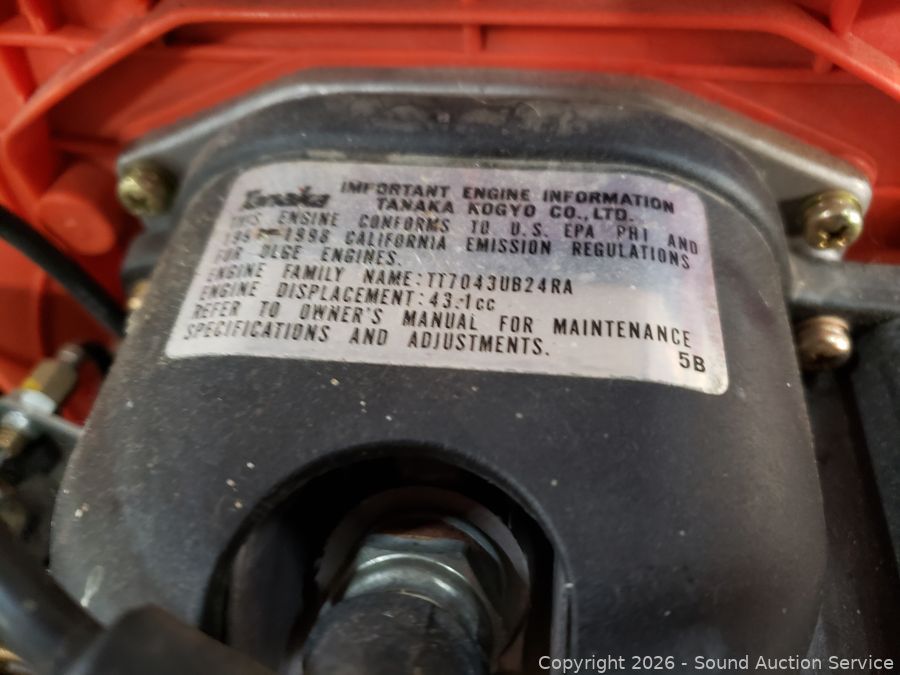 Tanaka IMPORTANT ENGINE INFORMATION
TANAKA KOGYO CO., LTD.
THIS ENGINE CONFORMS TO U.S. EPA PH1 AND
1998 CALIFORNIA EMISSION REGULATIONS
FOR ULGE ENGINES.
ENGINE FAMILY NAME:TT7043UB24RA
ENGINE DISPLACEMENT:43.1cc
REFER TO OWNER'S MANUAL FOR MAINTENANCE
SPECIFICATIONS AND ADJUSTMENTS.
5B
Copyright © 2026 - Sound Auction Service